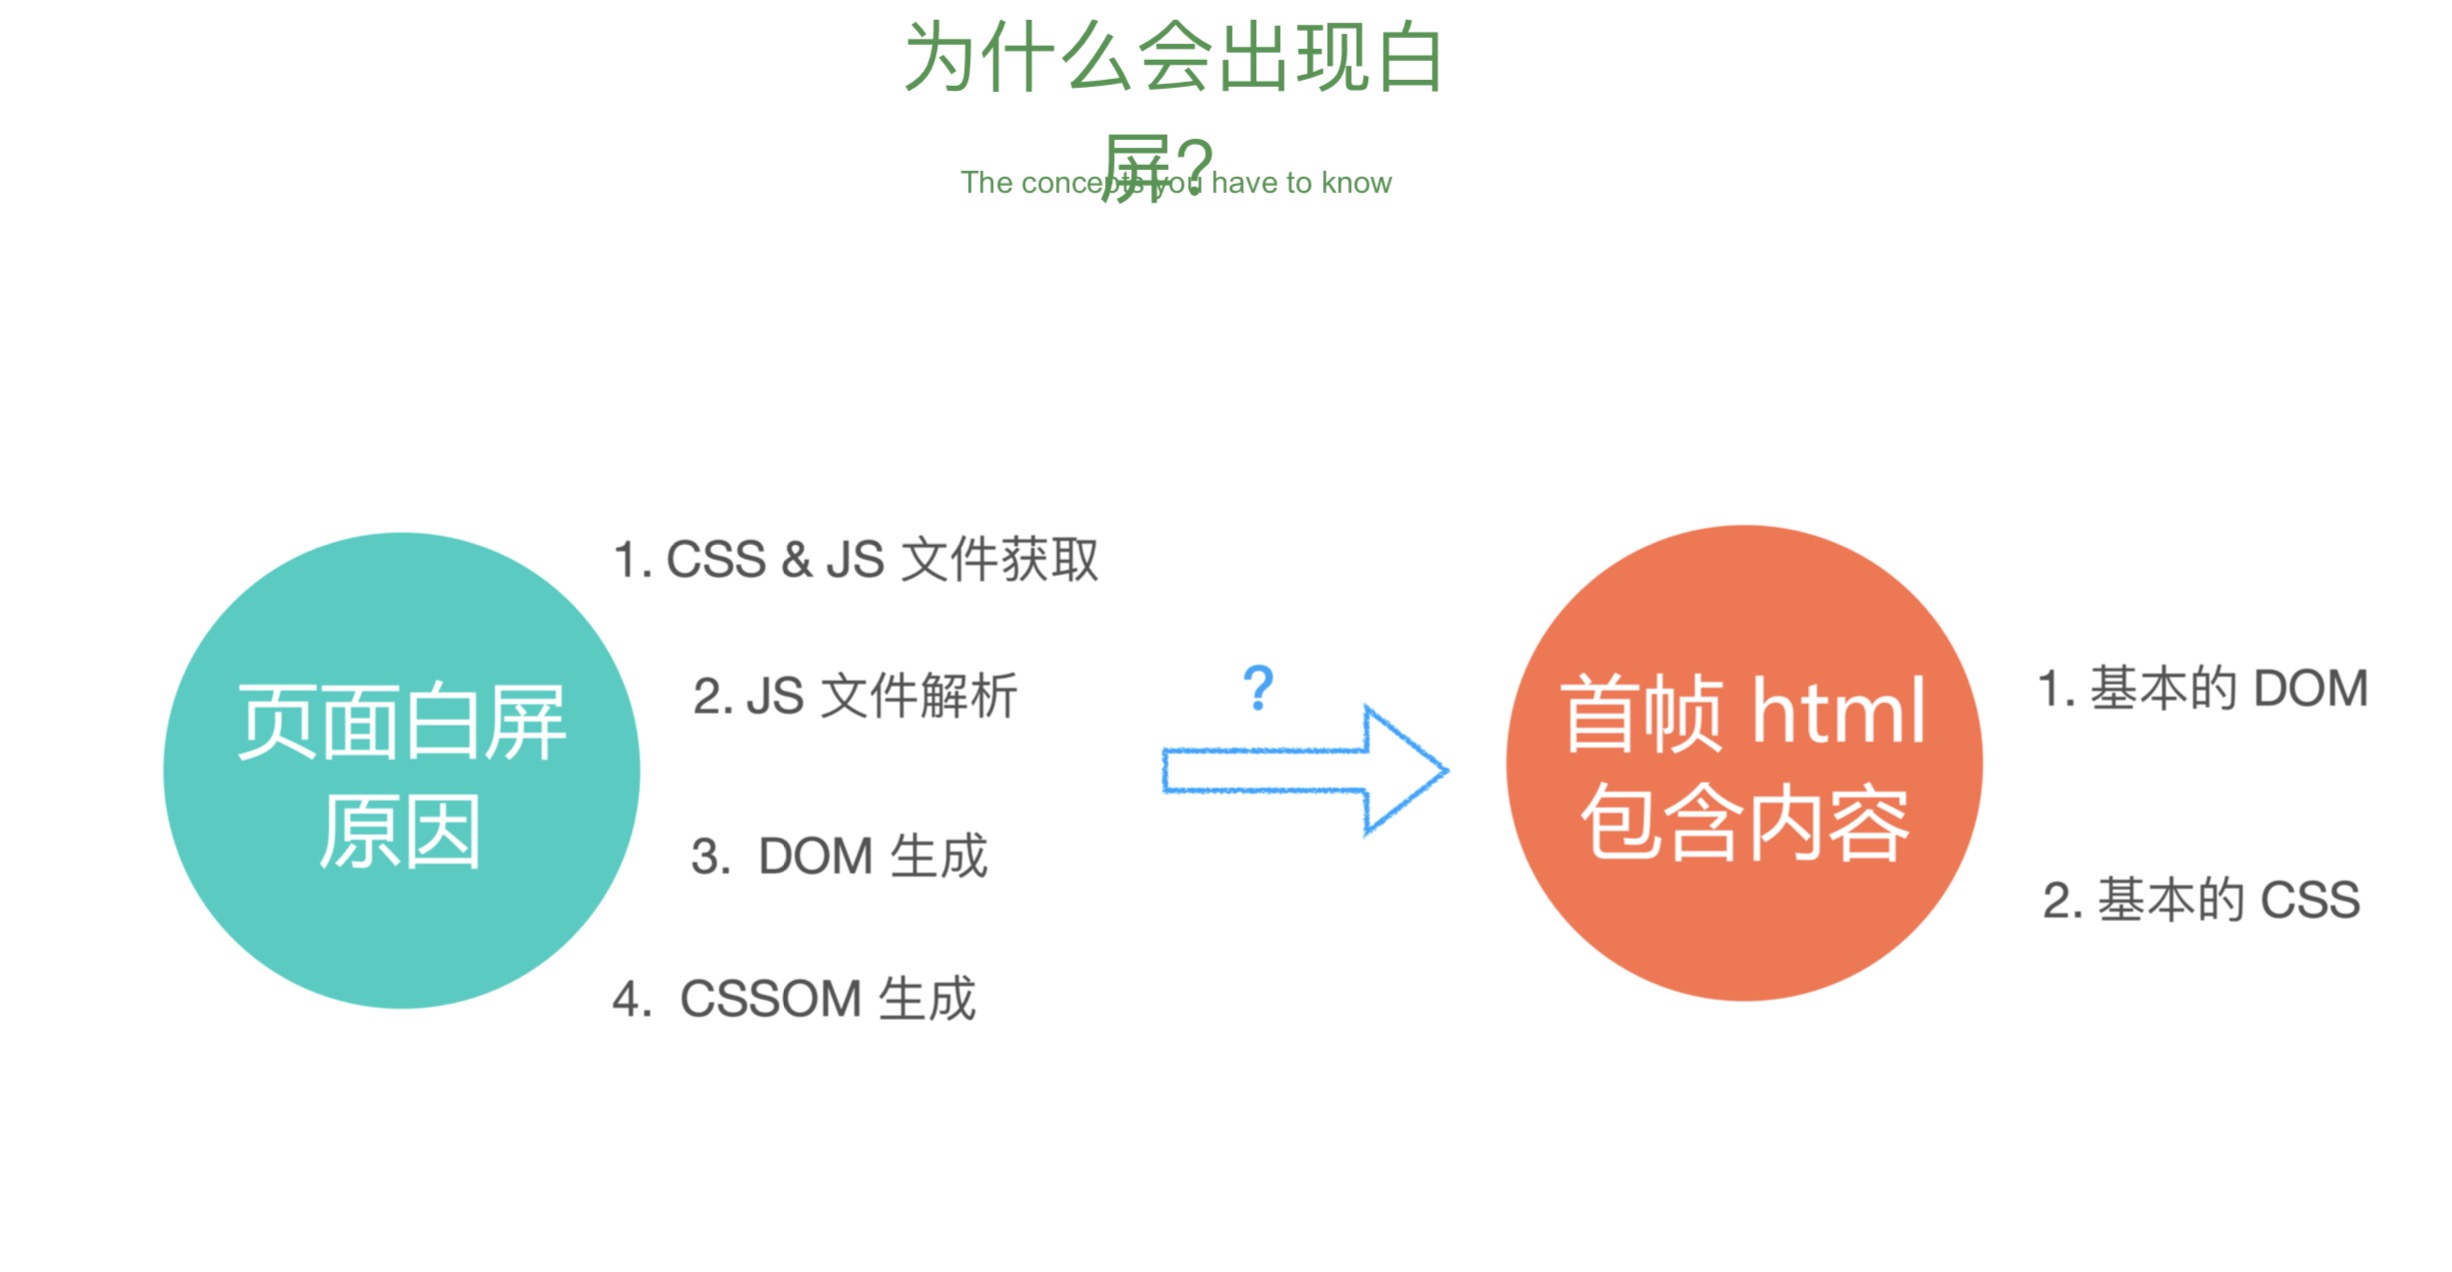 为什么会出现白
屏?
The concepts you have to know
页面白屏
原因
1. CSS & JS 文件获取
2. JS 文件解析
3. DOM 生成
4. CSSOM 生成
?
首帧 html
包含内容
1. 基本的 DOM
2. 基本的 CSS